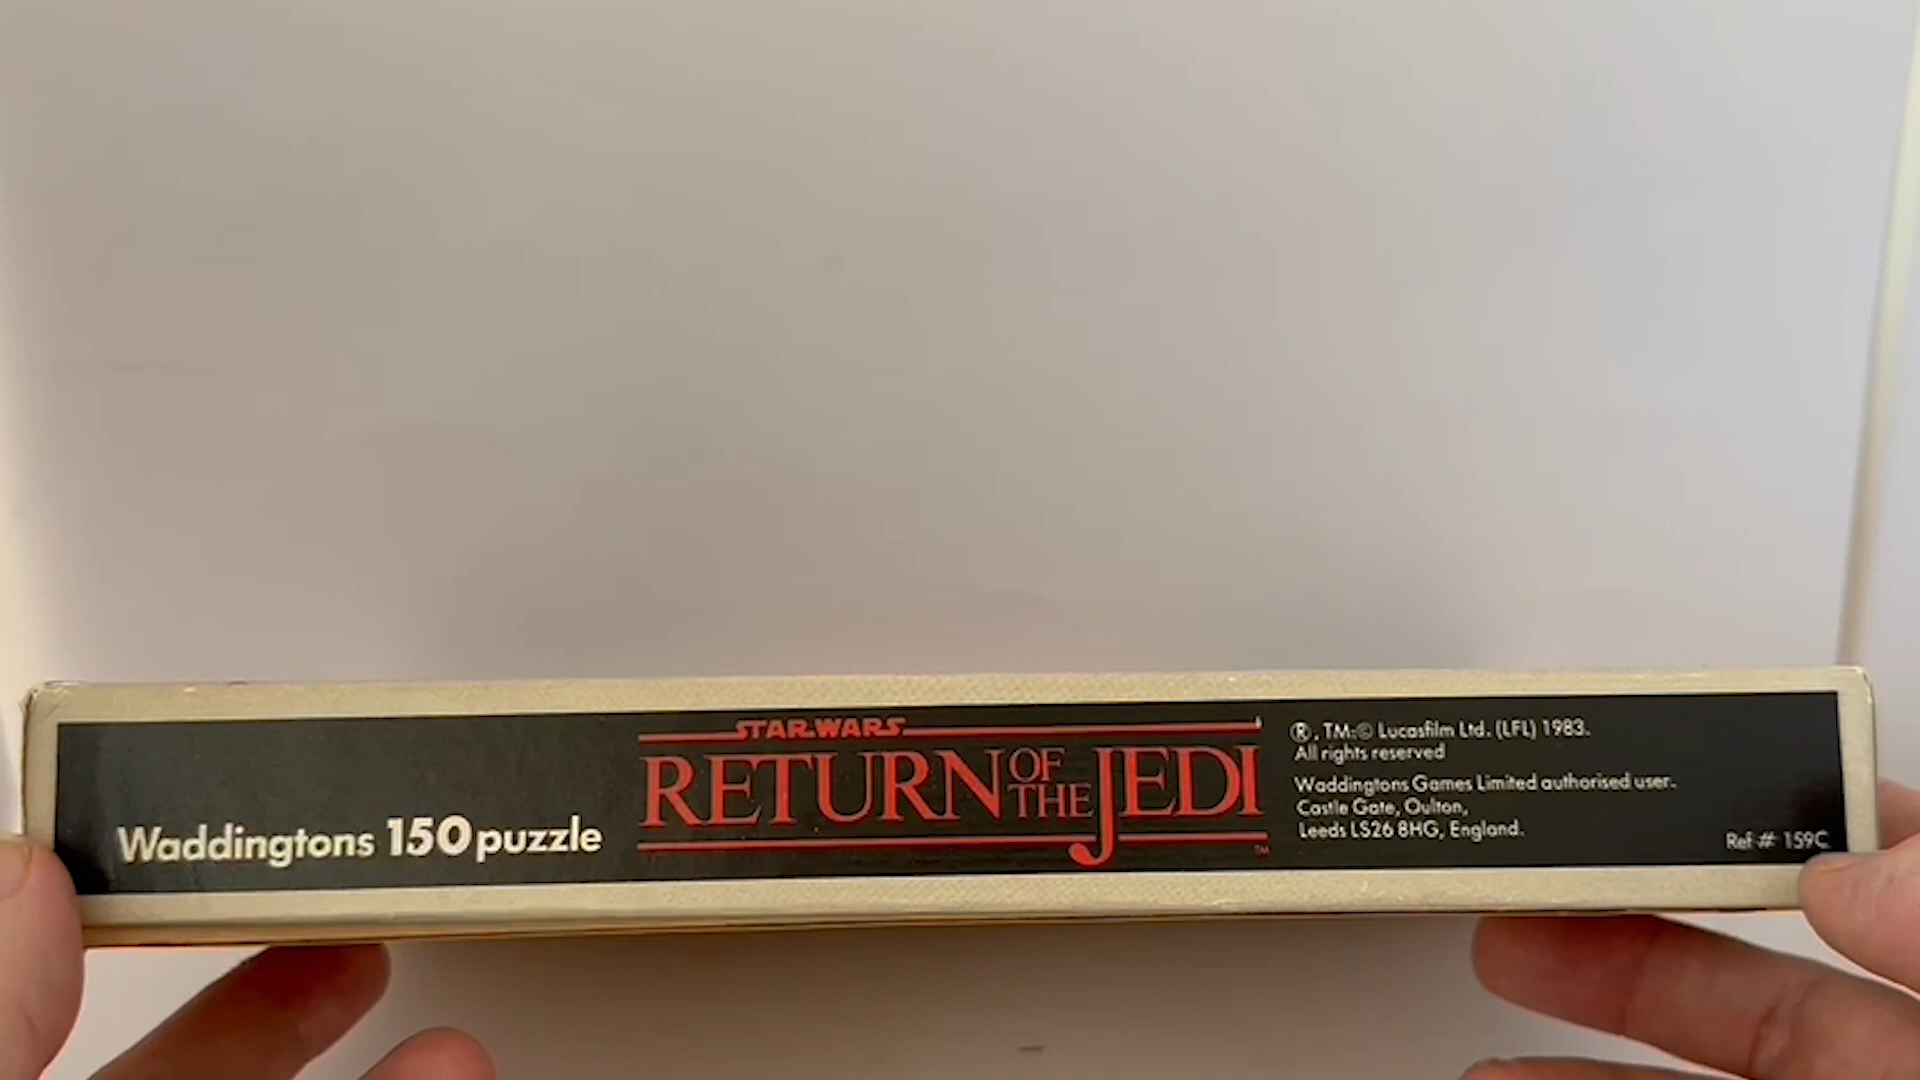 Waddingtons 150 puzzle
STAR WARS
RETURN OF THE JEDI
TM
®, TM: © Lucasfilm Ltd. (LFL) 1983.
All rights reserved
Waddingtons Games Limited authorised user.
Castle Gate, Oulton,
Leeds LS26 8HG, England.
Ref # 159C